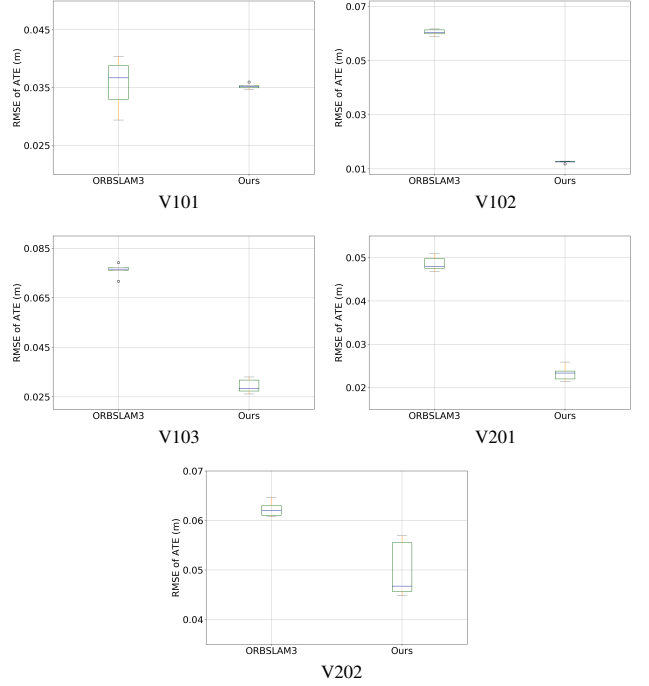 0.045
0.035
0.025
RMSE of ATE (m)
ORBSLAM3 Ours
V101
0.07
0.05
0.03
0.01
RMSE of ATE (m)
ORBSLAM3 Ours
V102
0.085
0.065
0.045
0.025
RMSE of ATE (m)
ORBSLAM3 Ours
V103
0.05
0.04
0.03
0.02
RMSE of ATE (m)
ORBSLAM3 Ours
V201
0.07
0.06
0.05
0.04
RMSE of ATE (m)
ORBSLAM3 Ours
V202